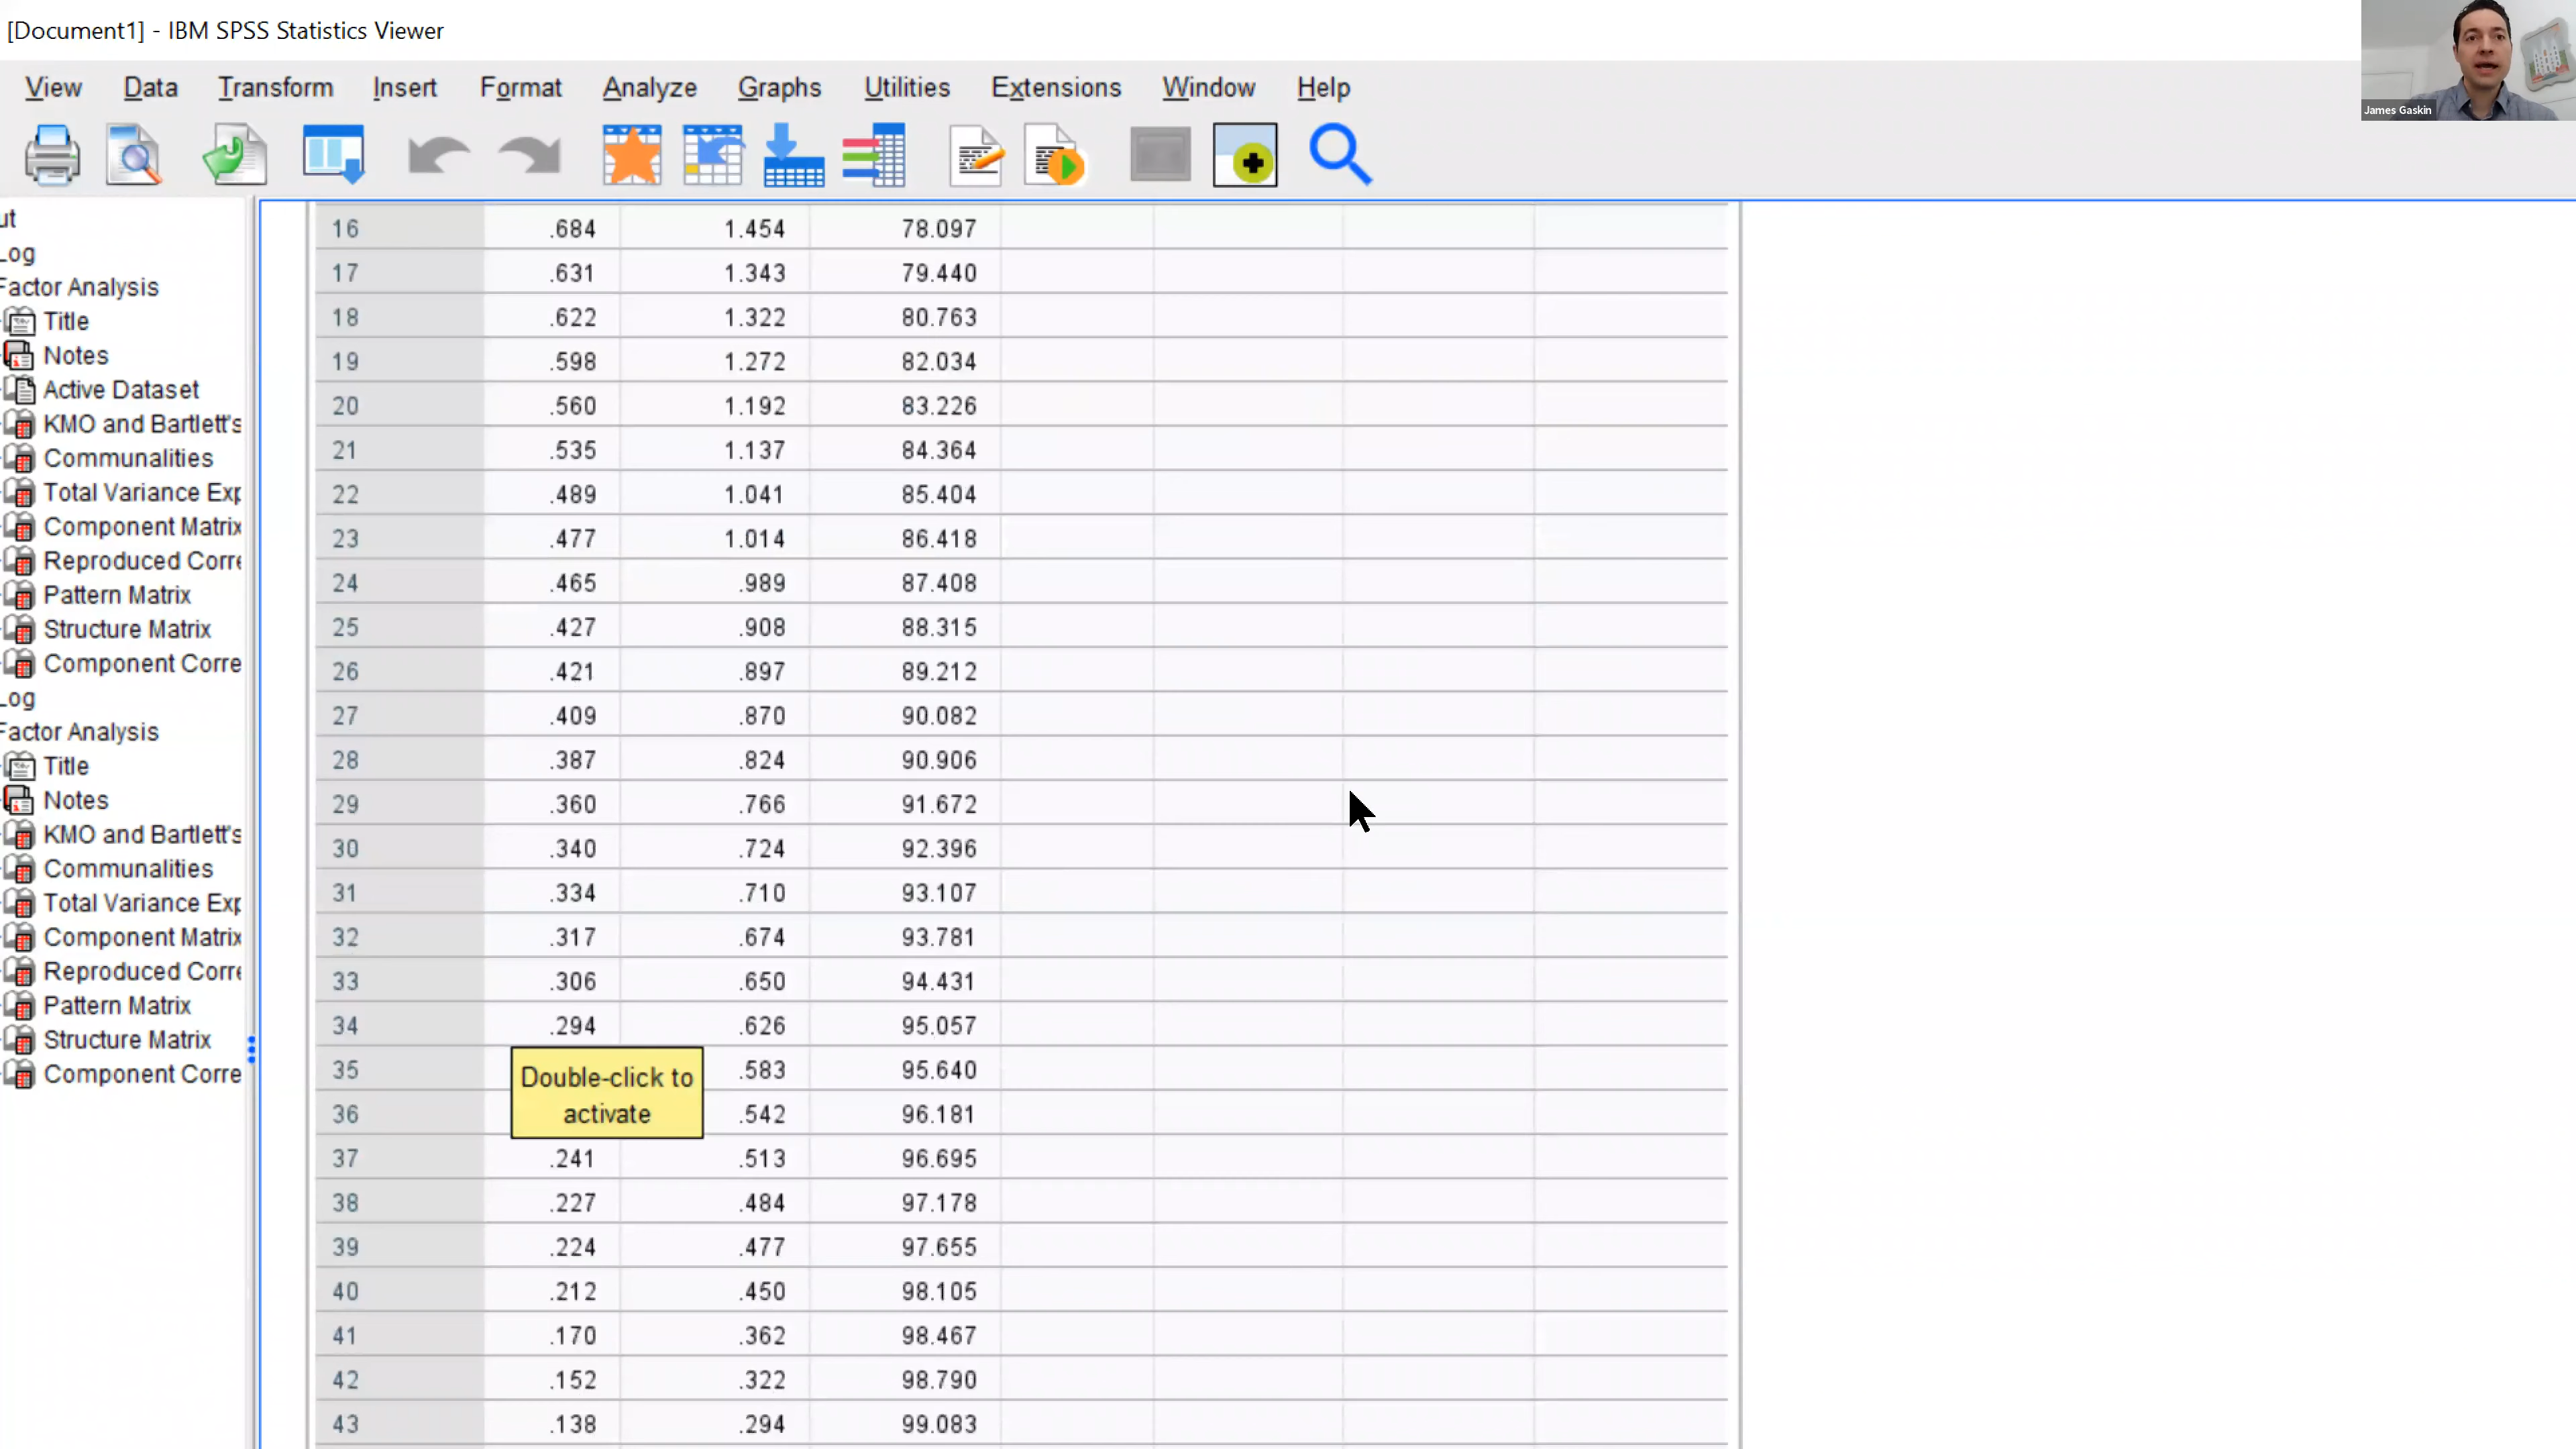 [Document1] - IBM SPSS Statistics Viewer
James Gaskin
View Data Transform Insert Format Analyze Graphs Utilities Extensions Window Help
ut
Log
Factor Analysis
Title
Notes
Active Dataset
KMO and Bartlett's
Communalities
Total Variance Exp
Component Matrix
Reproduced Corre
Pattern Matrix
Structure Matrix
Component Corre
Log
Factor Analysis
Title
Notes
KMO and Bartlett's
Communalities
Total Variance Exp
Component Matrix
Reproduced Corre
Pattern Matrix
Structure Matrix
Component Corre
16 .684 1.454 78.097
17 .631 1.343 79.440
18 .622 1.322 80.763
19 .598 1.272 82.034
20 .560 1.192 83.226
21 .535 1.137 84.364
22 .489 1.041 85.404
23 .477 1.014 86.418
24 .465 .989 87.408
25 .427 .908 88.315
26 .421 .897 89.212
27 .409 .870 90.082
28 .387 .824 90.906
29 .360 .766 91.672
30 .340 .724 92.396
31 .334 .710 93.107
32 .317 .674 93.781
33 .306 .650 94.431
34 .294 .626 95.057
35 .583 95.640
36 .542 96.181
Double-click to
activate
37 .241 .513 96.695
38 .227 .484 97.178
39 .224 .477 97.655
40 .212 .450 98.105
41 .170 .362 98.467
42 .152 .322 98.790
43 .138 .294 99.083